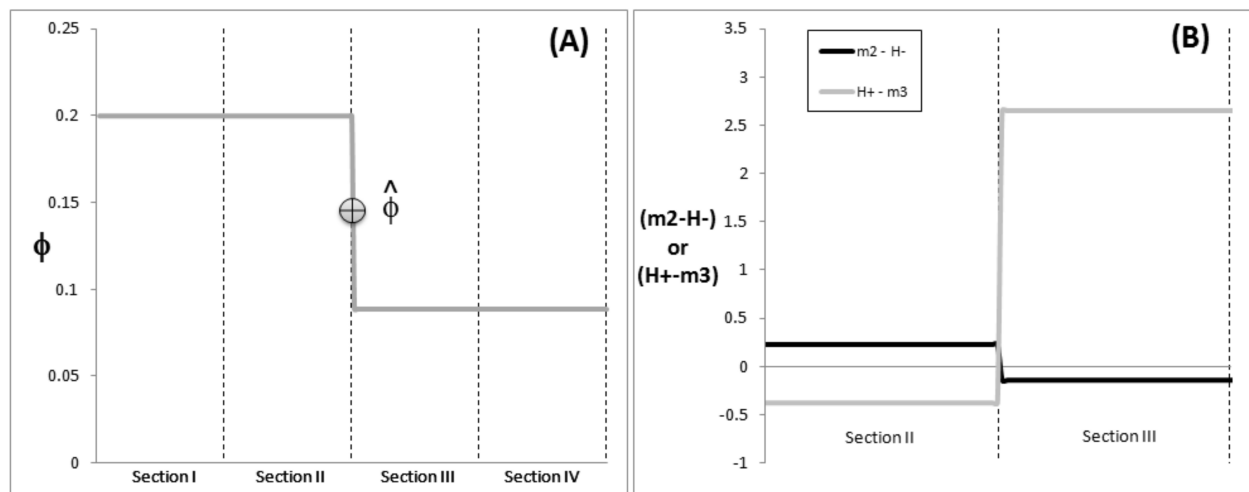 (A)
0.25
0.2
0.15
0.1
0.05
0
ϕ
^
ϕ
Section I Section II Section III Section IV
(B)
3.5
3
2.5
2
1.5
1
0.5
0
-0.5
-1
m2 - H-
H+ - m3
(m2-H-)
or
(H+-m3)
Section II Section III